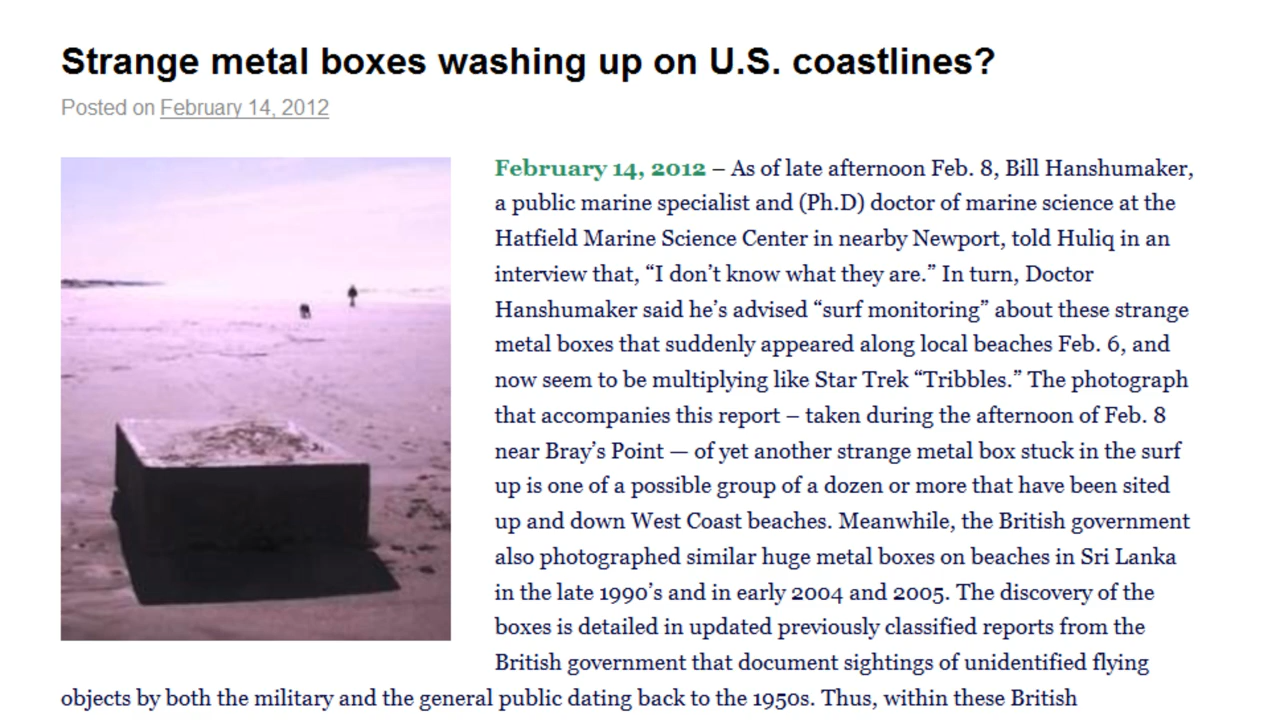 Strange metal boxes washing up on U.S. coastlines?
Posted on February 14, 2012
February 14, 2012 – As of late afternoon Feb. 8, Bill Hanshumaker,
a public marine specialist and (Ph.D) doctor of marine science at the
Hatfield Marine Science Center in nearby Newport, told Huliq in an
interview that, “I don’t know what they are.” In turn, Doctor
Hanshumaker said he’s advised “surf monitoring” about these strange
metal boxes that suddenly appeared along local beaches Feb. 6, and
now seem to be multiplying like Star Trek “Tribbles.” The photograph
that accompanies this report – taken during the afternoon of Feb. 8
near Bray’s Point — of yet another strange metal box stuck in the surf
up is one of a possible group of a dozen or more that have been sited
up and down West Coast beaches. Meanwhile, the British government
also photographed similar huge metal boxes on beaches in Sri Lanka
in the late 1990’s and in early 2004 and 2005. The discovery of the
boxes is detailed in updated previously classified reports from the
British government that document sightings of unidentified flying
objects by both the military and the general public dating back to the 1950s. Thus, within these British